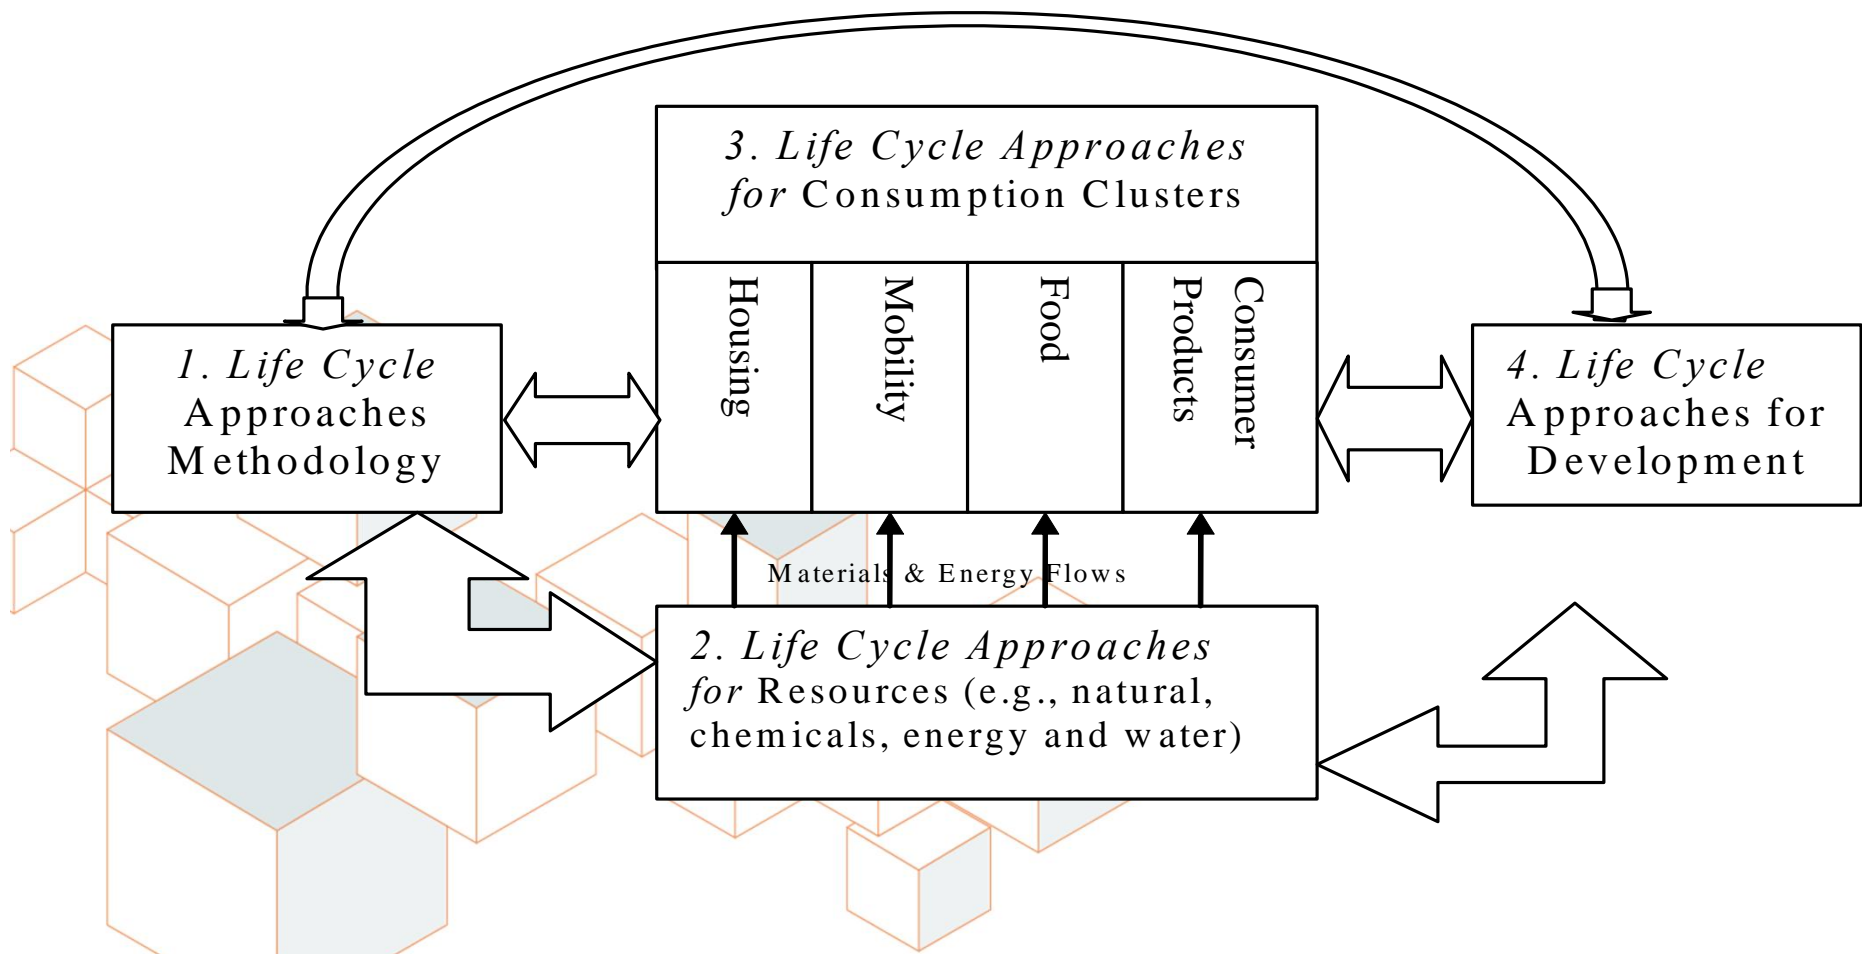 3. Life Cycle Approaches
for Consumption Clusters
Housing
Mobility
Food
Consumer
Products
1. Life Cycle
Approaches
Methodology
4. Life Cycle
Approaches for
Development
Materials & Energy Flows
2. Life Cycle Approaches
for Resources (e.g., natural,
chemicals, energy and water)